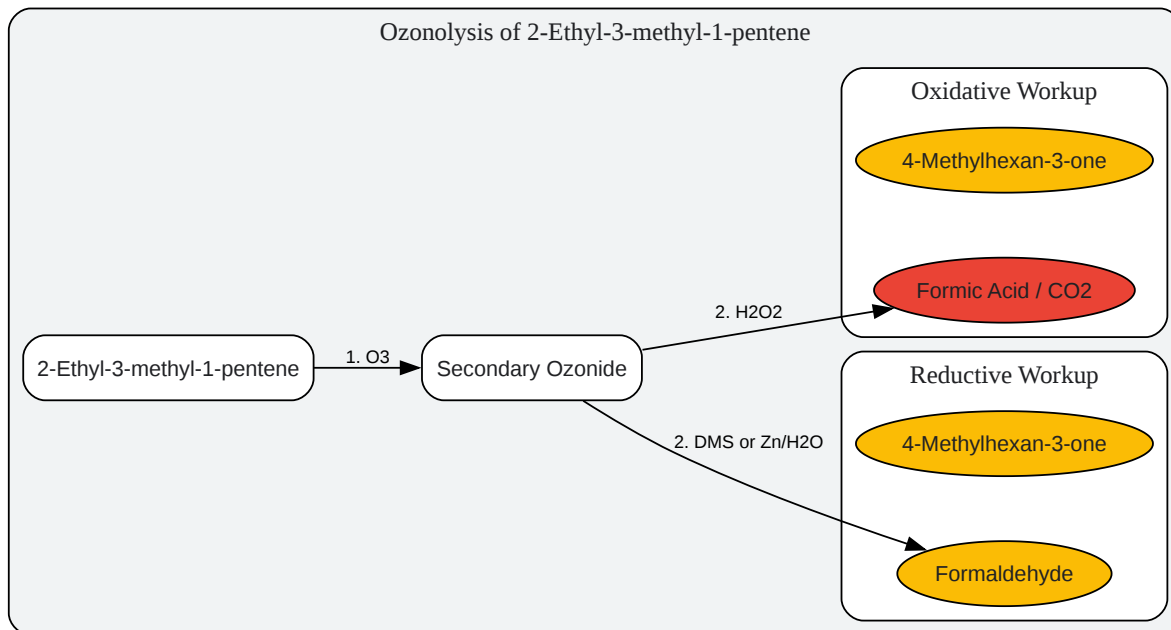 Ozonolysis of 2-Ethyl-3-methyl-1-pentene
Oxidative Workup
4-Methylhexan-3-one
Formic Acid / CO2
2. H2O2
2-Ethyl-3-methyl-1-pentene
1. O3
Secondary Ozonide
Reductive Workup
4-Methylhexan-3-one
2. DMS or Zn/H2O
Formaldehyde